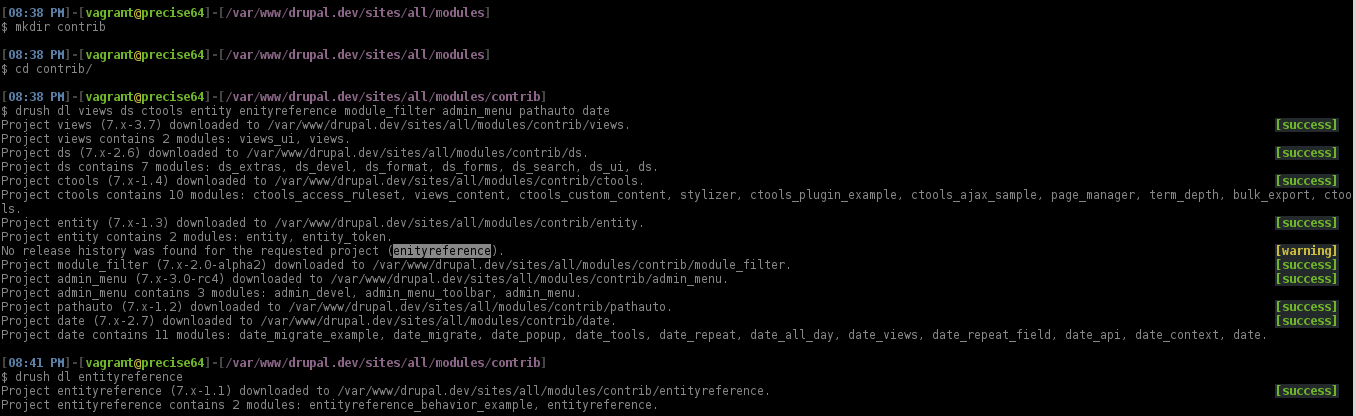 [08:38 PM]-[vagrant@precise64]-[/var/www/drupal.dev/sites/all/modules]
$ mkdir contrib
[08:38 PM]-[vagrant@precise64]-[/var/www/drupal.dev/sites/all/modules]
$ cd contrib/
[08:38 PM]-[vagrant@precise64]-[/var/www/drupal.dev/sites/all/modules/contrib]
$ drush dl views ds ctools entity enityreference module_filter admin_menu pathauto date
Project views (7.x-3.7) downloaded to /var/www/drupal.dev/sites/all/modules/contrib/views. [success]
Project views contains 2 modules: views_ui, views.
Project ds (7.x-2.6) downloaded to /var/www/drupal.dev/sites/all/modules/contrib/ds. [success]
Project ds contains 7 modules: ds_extras, ds_devel, ds_format, ds_forms, ds_search, ds_ui, ds.
Project ctools (7.x-1.4) downloaded to /var/www/drupal.dev/sites/all/modules/contrib/ctools. [success]
Project ctools contains 10 modules: ctools_access_ruleset, views_content, ctools_custom_content, stylizer, ctools_plugin_example, ctools_ajax_sample, page_manager, term_depth, bulk_export, ctoo
ls.
Project entity (7.x-1.3) downloaded to /var/www/drupal.dev/sites/all/modules/contrib/entity. [success]
Project entity contains 2 modules: entity, entity_token.
No release history was found for the requested project (enityreference). [warning]
Project module_filter (7.x-2.0-alpha2) downloaded to /var/www/drupal.dev/sites/all/modules/contrib/module_filter. [success]
Project admin_menu (7.x-3.0-rc4) downloaded to /var/www/drupal.dev/sites/all/modules/contrib/admin_menu. [success]
Project admin_menu contains 3 modules: admin_devel, admin_menu_toolbar, admin_menu.
Project pathauto (7.x-1.2) downloaded to /var/www/drupal.dev/sites/all/modules/contrib/pathauto. [success]
Project date (7.x-2.7) downloaded to /var/www/drupal.dev/sites/all/modules/contrib/date. [success]
Project date contains 11 modules: date_migrate_example, date_migrate, date_popup, date_tools, date_repeat, date_all_day, date_views, date_repeat_field, date_api, date_context, date.
[08:41 PM]-[vagrant@precise64]-[/var/www/drupal.dev/sites/all/modules/contrib]
$ drush dl entityreference
Project entityreference (7.x-1.1) downloaded to /var/www/drupal.dev/sites/all/modules/contrib/entityreference. [success]
Project entityreference contains 2 modules: entityreference_behavior_example, entityreference.